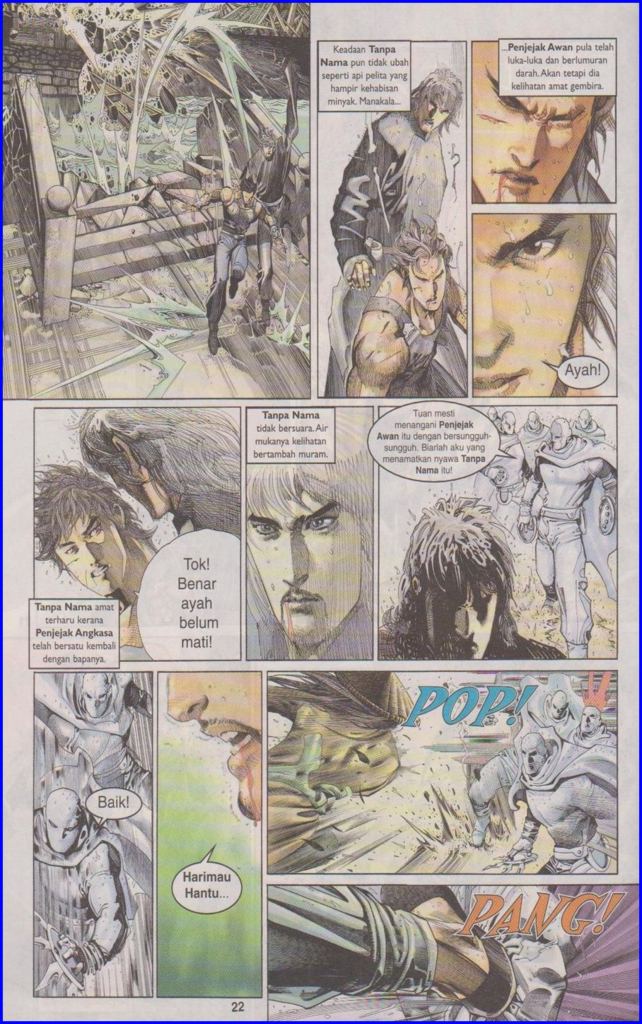 Keadaan Tanpa
Nama pun tidak ubah
seperti api pelita yang
hampir kehabisan
minyak. Manakala...
...Penjejak Awan pula telah
luka-luka dan berlumuran
darah. Akan tetapi dia
kelihatan amat gembira.
Ayah!
Tok!
Benar
ayah
belum
mati!
Tanpa Nama amat
terharu kerana
Penjejak Angkasa
telah bersatu kembali
dengan bapanya.
Tanpa Nama
tidak bersuara. Air
mukanya kelihatan
bertambah muram.
Tuan mesti
menangani Penjejak
Awan itu dengan bersungguh-
sungguh. Biarlah aku yang
menamatkan nyawa Tanpa
Nama itu!
Baik!
Harimau
Hantu...
POP!
PANG!
22